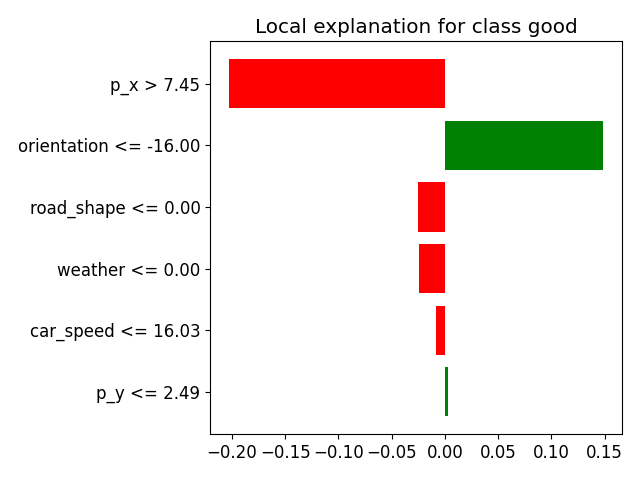 Local explanation for class good
p_x > 7.45
orientation <= -16.00
road_shape <= 0.00
weather <= 0.00
car_speed <= 16.03
p_y <= 2.49
−0.20 −0.15 −0.10 −0.05 0.00 0.05 0.10 0.15